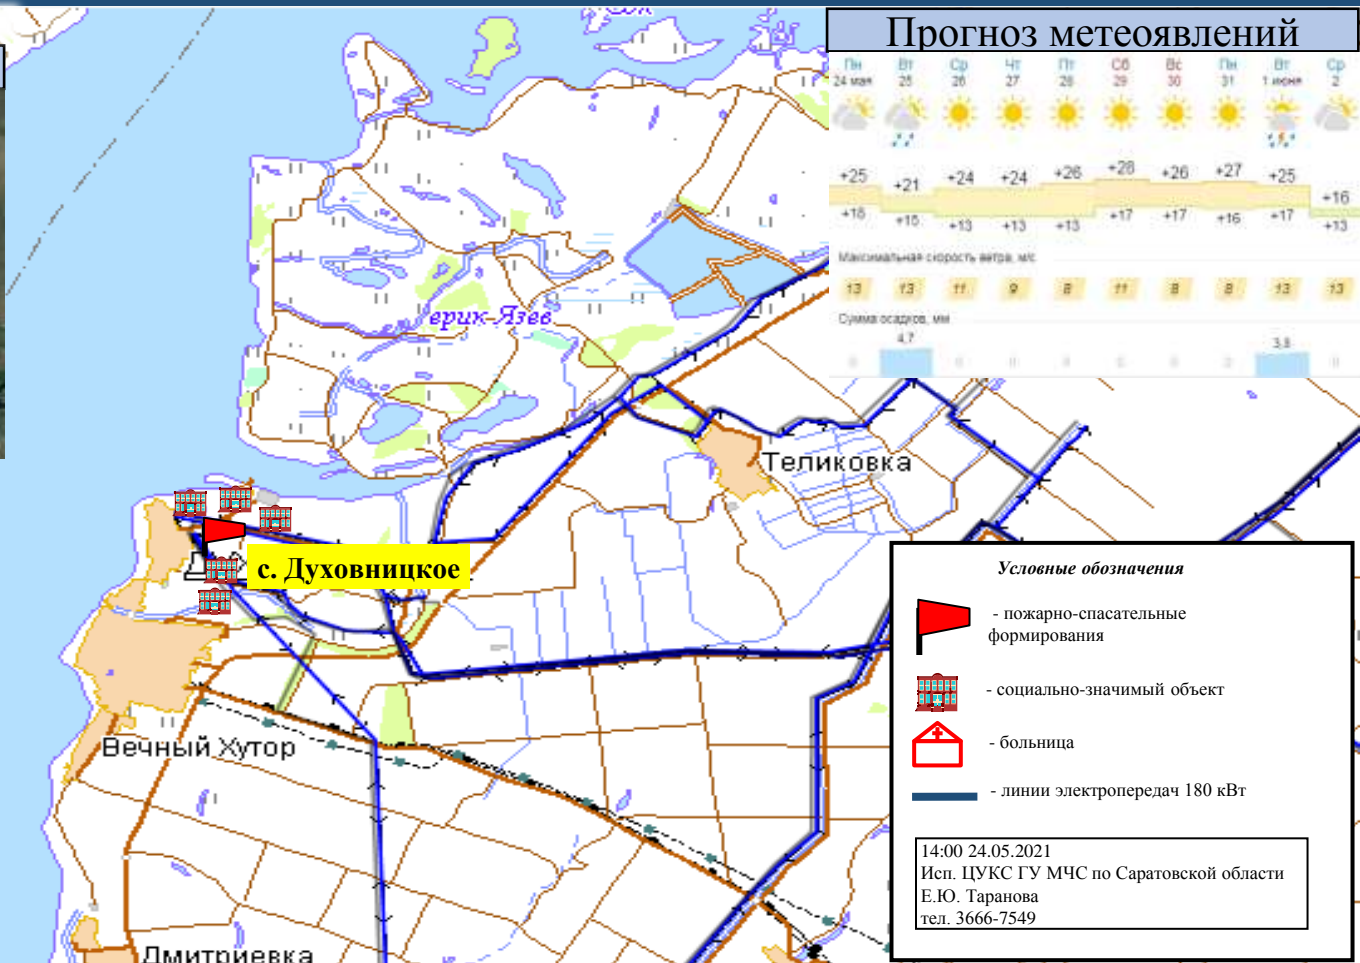 Прогноз метеоявлений
Пн Вт Ср Чт Пт Сб Вс Пн Вт Ср
24 мая 25 26 27 28 29 30 31 1 июня 2
+25 +21 +24 +24 +26 +28 +26 +27 +25 +16
+15 +13 +13 +13 +17 +17 +16 +17 +13
Максимальная скорость ветра, м/с
13 13 11 9 8 11 8 8 13 13
Сумма осадков, мм
4,7 3,8
ерик Язев
Теликовка
с. Духовницкое
Вечный Хутор
Дмитриевка
Условные обозначения
- пожарно-спасательные
формирования
- социально-значимый объект
- больница
- линии электропередач 180 кВт
14:00 24.05.2021
Исп. ЦУКС ГУ МЧС по Саратовской области
Е.Ю. Таранова
тел. 3666-7549